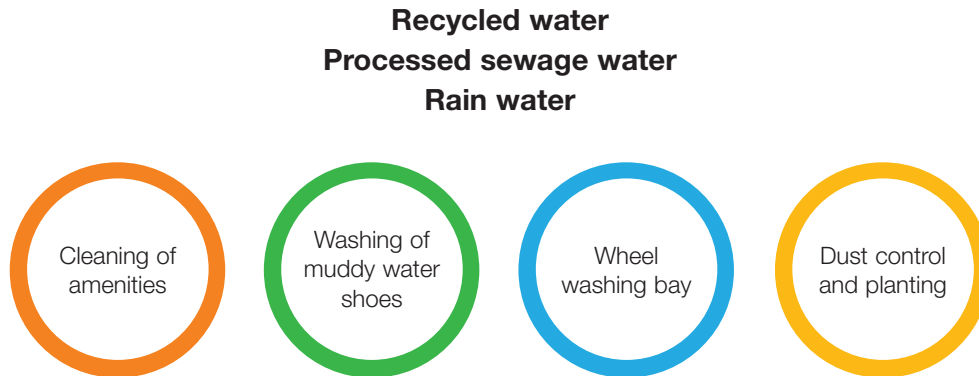 Recycled water
Processed sewage water
Rain water
Cleaning of
amenities
Washing of
muddy water
shoes
Wheel
washing bay
Dust control
and planting